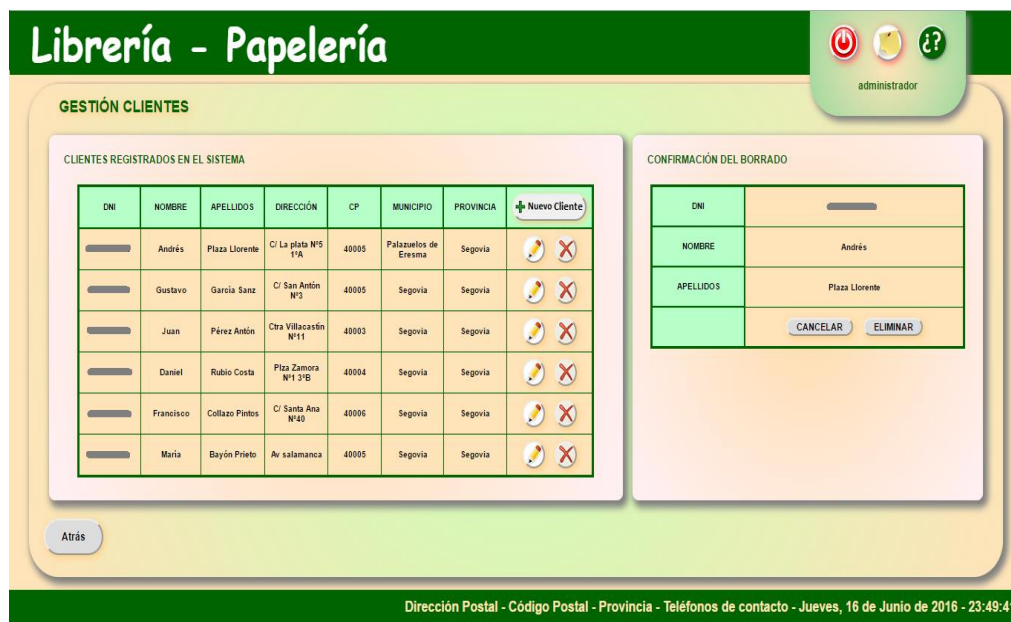 Librería - Papelería
¿?
administrador
GESTIÓN CLIENTES
CLIENTES REGISTRADOS EN EL SISTEMA
DNI NOMBRE APELLIDOS DIRECCIÓN CP MUNICIPIO PROVINCIA Nuevo Cliente
Andrés Plaza Llorente C/ La plata Nº5 1ºA 40005 Palazuelos de Eresma Segovia
Gustavo García Sanz C/ San Antón Nº3 40005 Segovia Segovia
Juan Pérez Antón Ctra Villacastín Nº11 40003 Segovia Segovia
Daniel Rubio Costa Plza Zamora Nº1 3ºB 40004 Segovia Segovia
Francisco Collazo Pintos C/ Santa Ana Nº40 40006 Segovia Segovia
María Bayón Prieto Av salamanca 40005 Segovia Segovia
CONFIRMACIÓN DEL BORRADO
DNI
NOMBRE Andrés
APELLIDOS Plaza Llorente
CANCELAR ELIMINAR
Atrás
Dirección Postal - Código Postal - Provincia - Teléfonos de contacto - Jueves, 16 de Junio de 2016 - 23:49:4